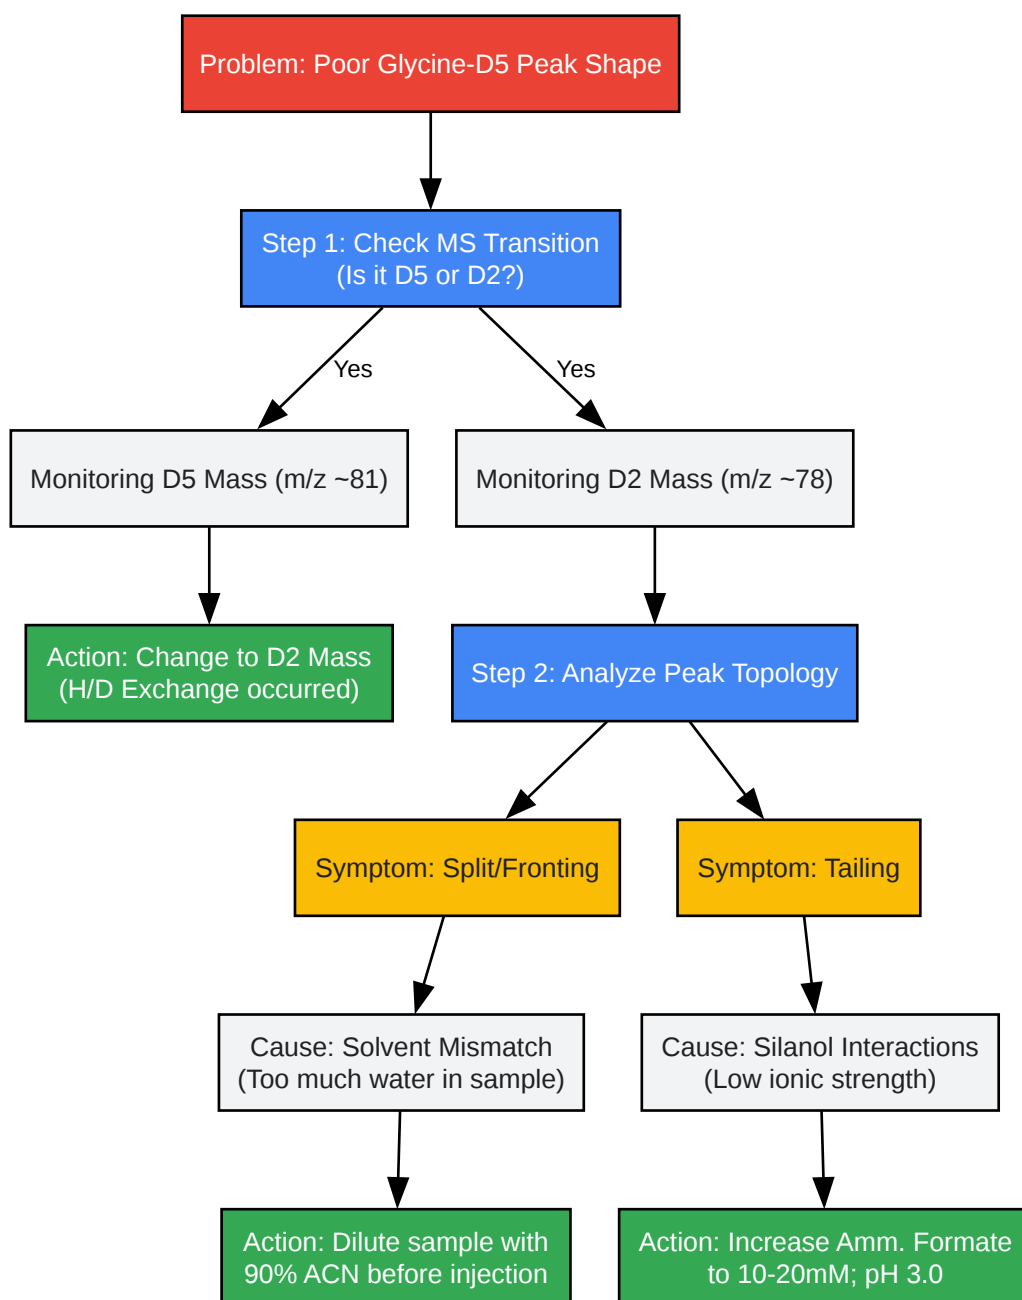 Problem: Poor Glycine-D5 Peak Shape
Step 1: Check MS Transition
(Is it D5 or D2?)
Yes
Yes
Monitoring D5 Mass (m/z ~81)
Monitoring D2 Mass (m/z ~78)
Action: Change to D2 Mass
(H/D Exchange occurred)
Step 2: Analyze Peak Topology
Symptom: Split/Fronting
Symptom: Tailing
Cause: Solvent Mismatch
(Too much water in sample)
Cause: Silanol Interactions
(Low ionic strength)
Action: Dilute sample with
90% ACN before injection
Action: Increase Amm. Formate
to 10-20mM; pH 3.0